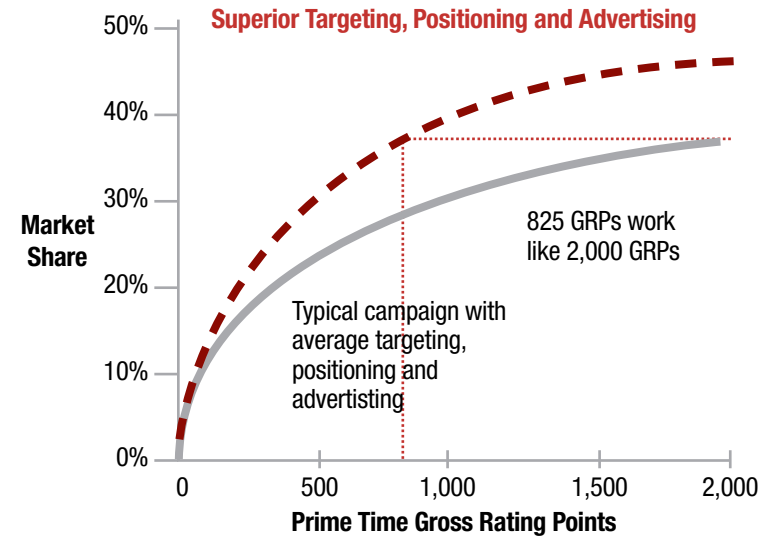 Superior Targeting, Positioning and Advertising
50%
40%
30%
20%
10%
0%
Market
Share
825 GRPs work
like 2,000 GRPs
Typical campaign with
average targeting,
positioning and
advertisting
0
500
1,000
1,500
2,000
Prime Time Gross Rating Points